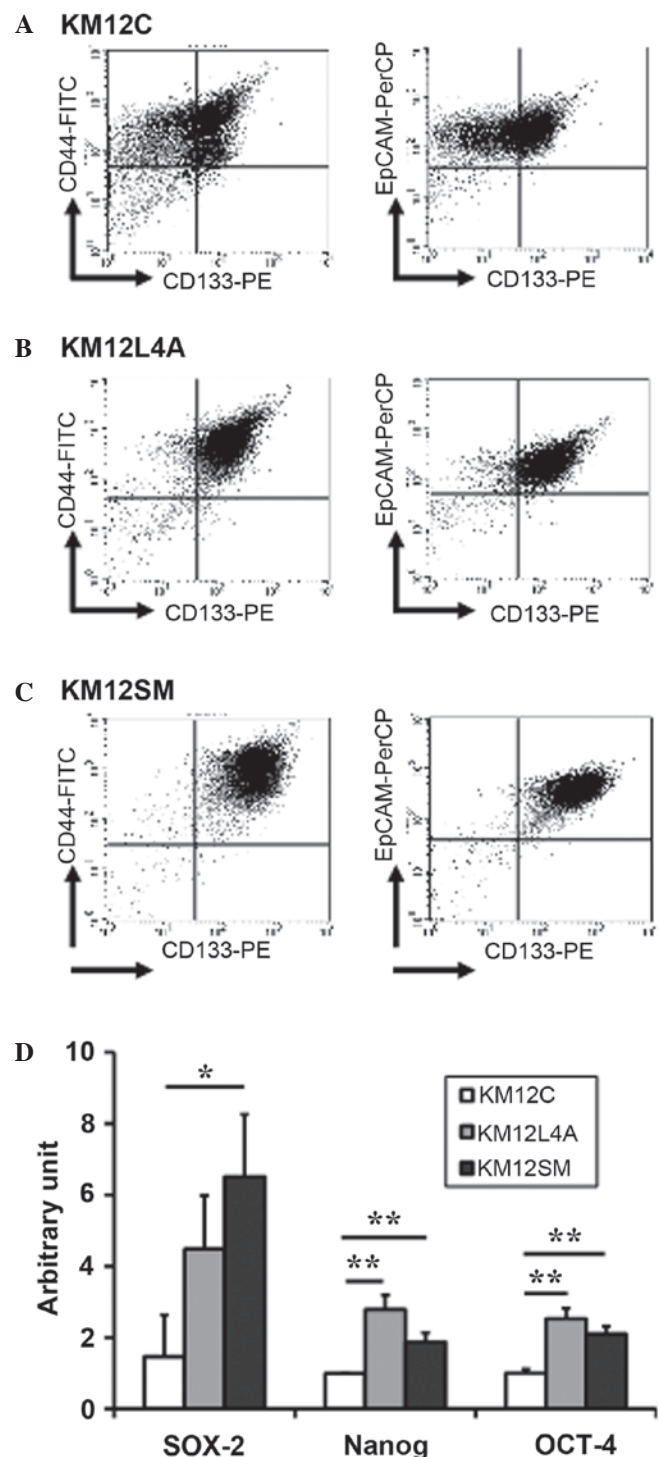 A KM12C
CD44-FITC
CD133-PE
EpCAM-PerCP
CD133-PE
B KM12L4A
CD44-FITC
CD133-PE
EpCAM-PerCP
CD133-PE
C KM12SM
CD44-FITC
CD133-PE
EpCAM-PerCP
CD133-PE
D
Arbitrary unit
10
8
6
4
2
0
*
**
**
**
**
KM12C
KM12L4A
KM12SM
SOX-2 Nanog OCT-4